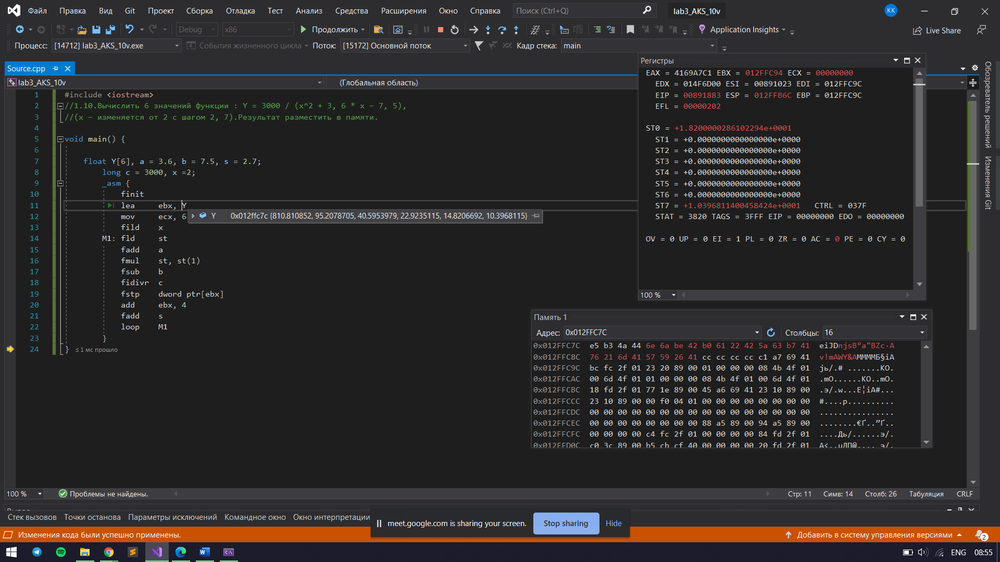 Файл Правка Вид Git Проект Сборка Отладка Тест Анализ Средства Расширения Окно Справка Поиск (Ctrl+Q) lab3_AKS_10v КК
Debug x86 Продолжить Application Insights Live Share
Процесс: [14712] lab3_AKS_10v.exe События жизненного цикла Поток: [15172] Основной поток Кадр стека: main
Source.cpp
lab3_AKS_10v (Глобальная область)
1 #include <iostream>
2 //1.10.Вычислить 6 значений функции : Y = 3000 / (x^2 + 3, 6 * x – 7, 5),
3 //(x – изменяется от 2 с шагом 2, 7).Результат разместить в памяти.
4
5 void main() {
6
7 float Y[6], a = 3.6, b = 7.5, s = 2.7;
8 long c = 3000, x =2;
9 _asm {
10 finit
11 lea ebx, Y
12 mov ecx, 6
Y 0x012ffc7c {810.810852, 95.2078705, 40.5953979, 22.9235115, 14.8206692, 10.3968115}
13 fild x
14 M1: fld st
15 fadd a
16 fmul st, st(1)
17 fsub b
18 fidivr c
19 fstp dword ptr[ebx]
20 add ebx, 4
21 fadd s
22 loop M1
23 }
24 } ≤ 1 мс прошло
Регистры
EAX = 4169A7C1 EBX = 012FFC94 ECX = 00000000
EDX = 014F6D00 ESI = 00891023 EDI = 012FFC9C
EIP = 00891883 ESP = 012FFB6C EBP = 012FFC9C
EFL = 00000202
ST0 = +1.8200000286102294e+0001
ST1 = +0.0000000000000000e+0000
ST2 = +0.0000000000000000e+0000
ST3 = +0.0000000000000000e+0000
ST4 = +0.0000000000000000e+0000
ST5 = +0.0000000000000000e+0000
ST6 = +0.0000000000000000e+0000
ST7 = +1.0396811400458424e+0001 CTRL = 037F
STAT = 3820 TAGS = 3FFF EIP = 00000000 EDO = 00000000
OV = 0 UP = 0 EI = 1 PL = 0 ZR = 0 AC = 0 PE = 0 CY = 0
100 %
Память 1
Адрес: 0x012FFC7C Столбцы: 16
0x012FFC7C e5 b3 4a 44 6e 6a be 42 b0 61 22 42 5a 63 b7 41 еіJDnjsB°a"BZc·A
0x012FFC8C 76 21 6d 41 57 59 26 41 cc cc cc cc c1 a7 69 41 v!mAWY&AММММБ§iA
0x012FFC9C bc fc 2f 01 23 20 89 00 01 00 00 00 08 4b 4f 01 jь/.# .......KO.
0x012FFCAC 00 6d 4f 01 01 00 00 00 08 4b 4f 01 00 6d 4f 01 .mO......KO..mO.
0x012FFCBC 18 fd 2f 01 77 1e 89 00 45 a6 69 41 23 10 89 00 .э/.w...E¦iA#...
0x012FFCCC 23 10 89 00 00 f0 04 01 00 00 00 00 00 00 00 00 #....р..........
0x012FFCDC 00 00 00 00 00 00 00 00 00 00 00 00 00 00 00 00 ................
0x012FFCEC 00 00 00 00 00 00 00 00 88 a5 89 00 94 a5 89 00 ........€Ґ..”Ґ..
0x012FFCFC 00 00 00 00 c4 fc 2f 01 00 00 00 00 84 fd 2f 01 ....Дь/......э/.
0x012FFD0C c0 3c 89 00 b5 cb cf 40 00 00 00 00 20 fd 2f 01 А<..µЛП@.... э/.
Обозреватель решений
Изменения Git
100 % Проблемы не найдены. Стр: 11 Симв: 14 Столб: 26 Табуляция CRLF
Вывод
Стек вызовов Точки останова Параметры исключений Командное окно Окно интерпретации
meet.google.com is sharing your screen. Stop sharing Hide
Изменения кода были успешно применены. Добавить в систему управления версиями 2
ENG 08:55